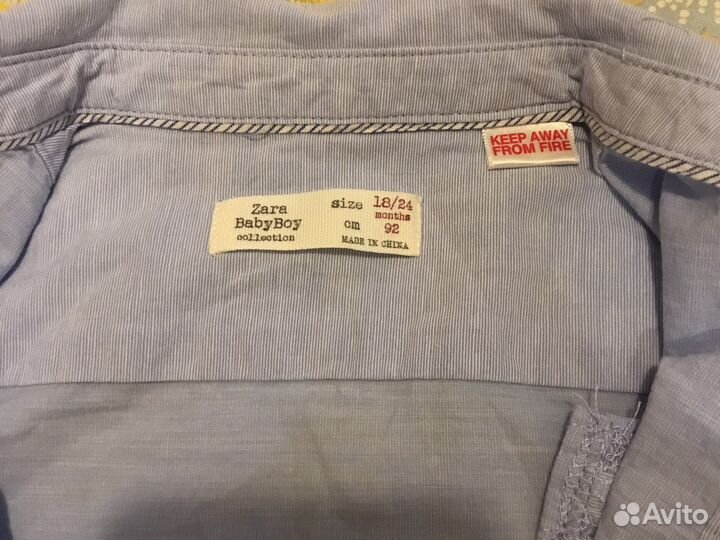 KEEP AWAY
FROM FIRE
Zara
BabyBoy
collection
size 18/24
months
cm 92
MADE IN CHINA
Avito